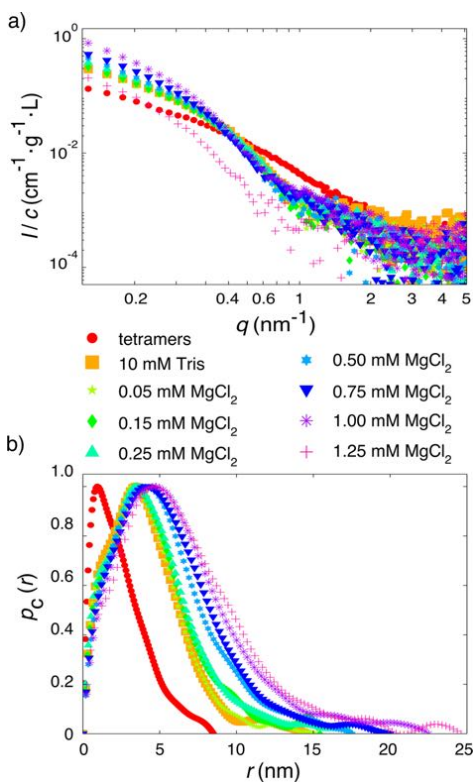 a)
10⁰
10⁻²
10⁻⁴
I / c (cm⁻¹·g⁻¹·L)
0.2 0.4 0.6 1 2 3 4 5
q (nm⁻¹)
tetramers
10 mM Tris
0.05 mM MgCl₂
0.15 mM MgCl₂
0.25 mM MgCl₂
0.50 mM MgCl₂
0.75 mM MgCl₂
1.00 mM MgCl₂
1.25 mM MgCl₂
b)
1.0
0.8
0.6
0.4
0.2
0
p_c(r)
0 5 10 15 20 25
r (nm)